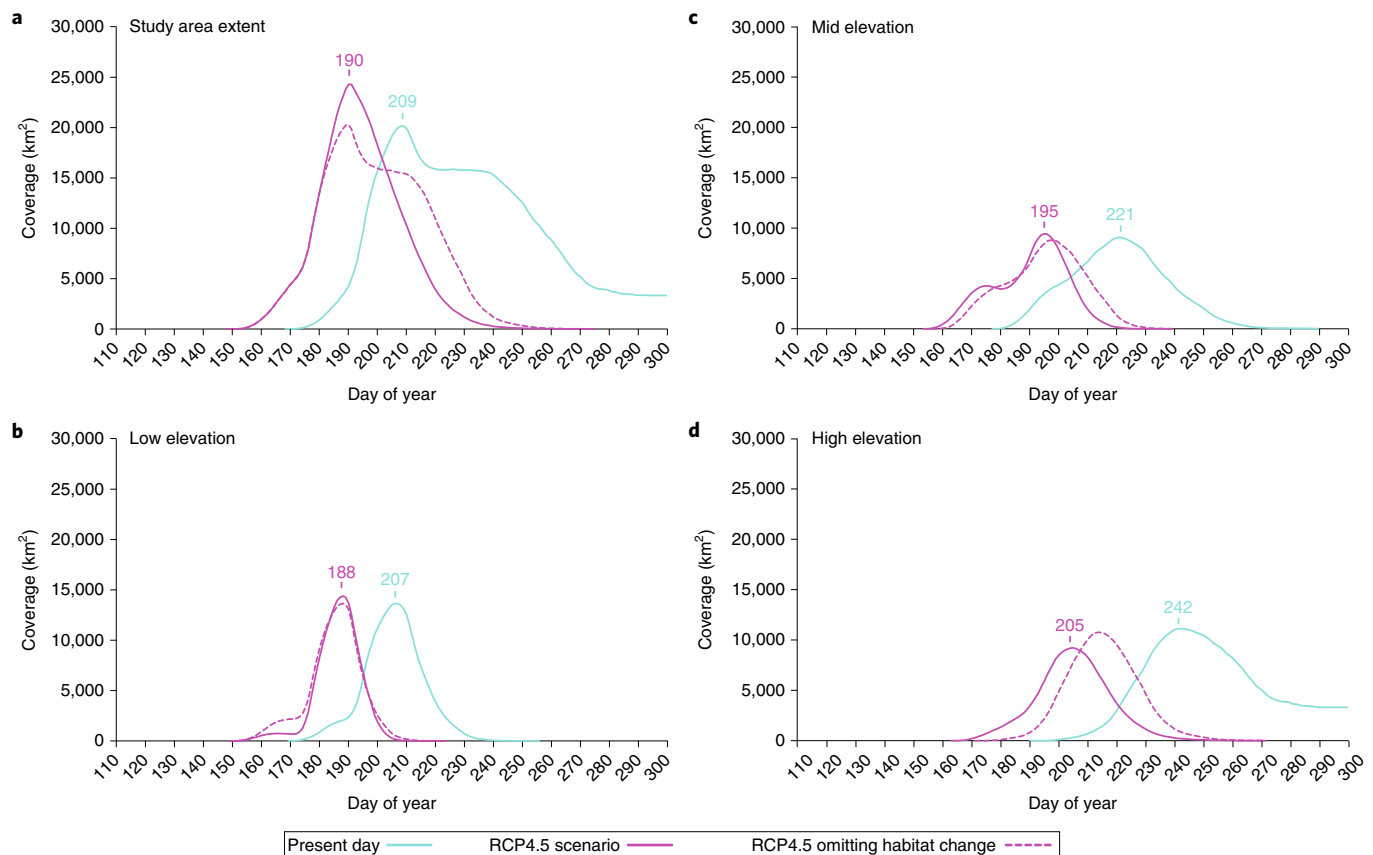 a
Study area extent
30,000
25,000
20,000
15,000
10,000
5,000
0
Coverage (km²)
190
209
110 120 130 140 150 160 170 180 190 200 210 220 230 240 250 260 270 280 290 300
Day of year
c
Mid elevation
30,000
25,000
20,000
15,000
10,000
5,000
0
Coverage (km²)
195
221
110 120 130 140 150 160 170 180 190 200 210 220 230 240 250 260 270 280 290 300
Day of year
b
Low elevation
30,000
25,000
20,000
15,000
10,000
5,000
0
Coverage (km²)
188
207
110 120 130 140 150 160 170 180 190 200 210 220 230 240 250 260 270 280 290 300
Day of year
d
High elevation
30,000
25,000
20,000
15,000
10,000
5,000
0
Coverage (km²)
205
242
110 120 130 140 150 160 170 180 190 200 210 220 230 240 250 260 270 280 290 300
Day of year
Present day RCP4.5 scenario RCP4.5 omitting habitat change